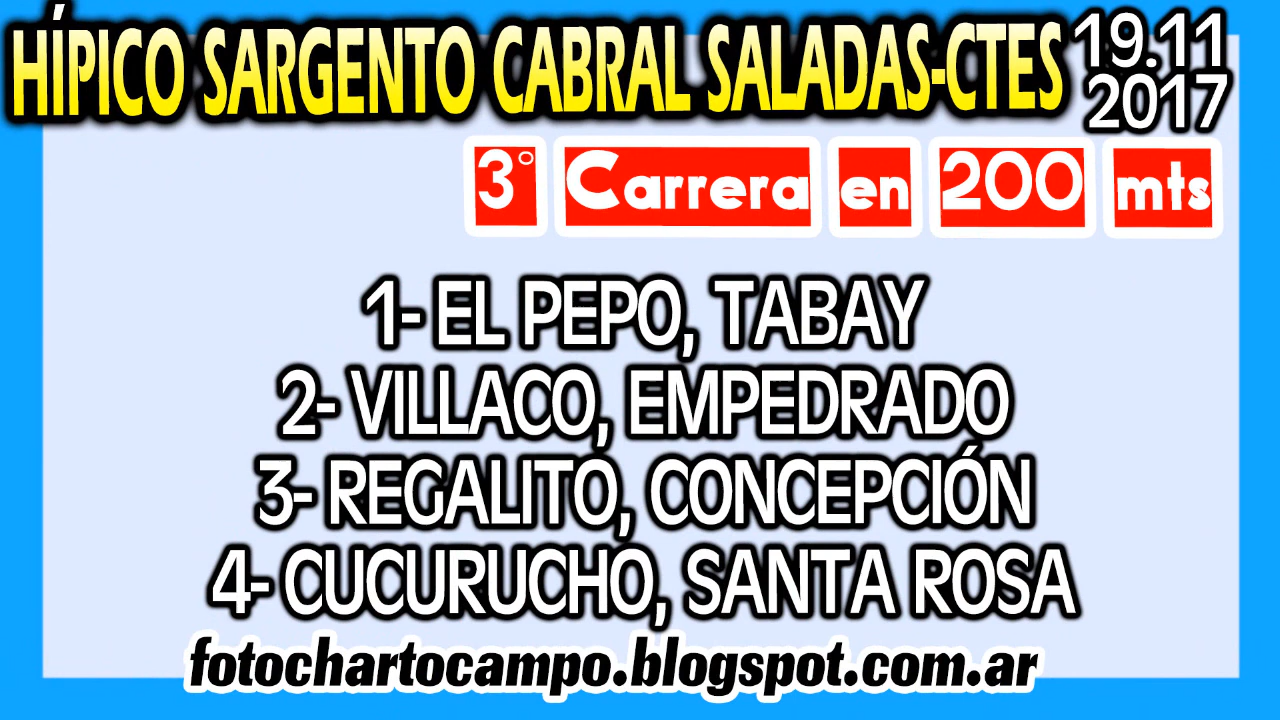 HÍPICO SARGENTO CABRAL SALADAS-CTES
19.11
2017
3° Carrera en 200 mts
1- EL PEPO, TABAY
2- VILLACO, EMPEDRADO
3- REGALITO, CONCEPCIÓN
4- CUCURUCHO, SANTA ROSA
fotochartocampo.blogspot.com.ar